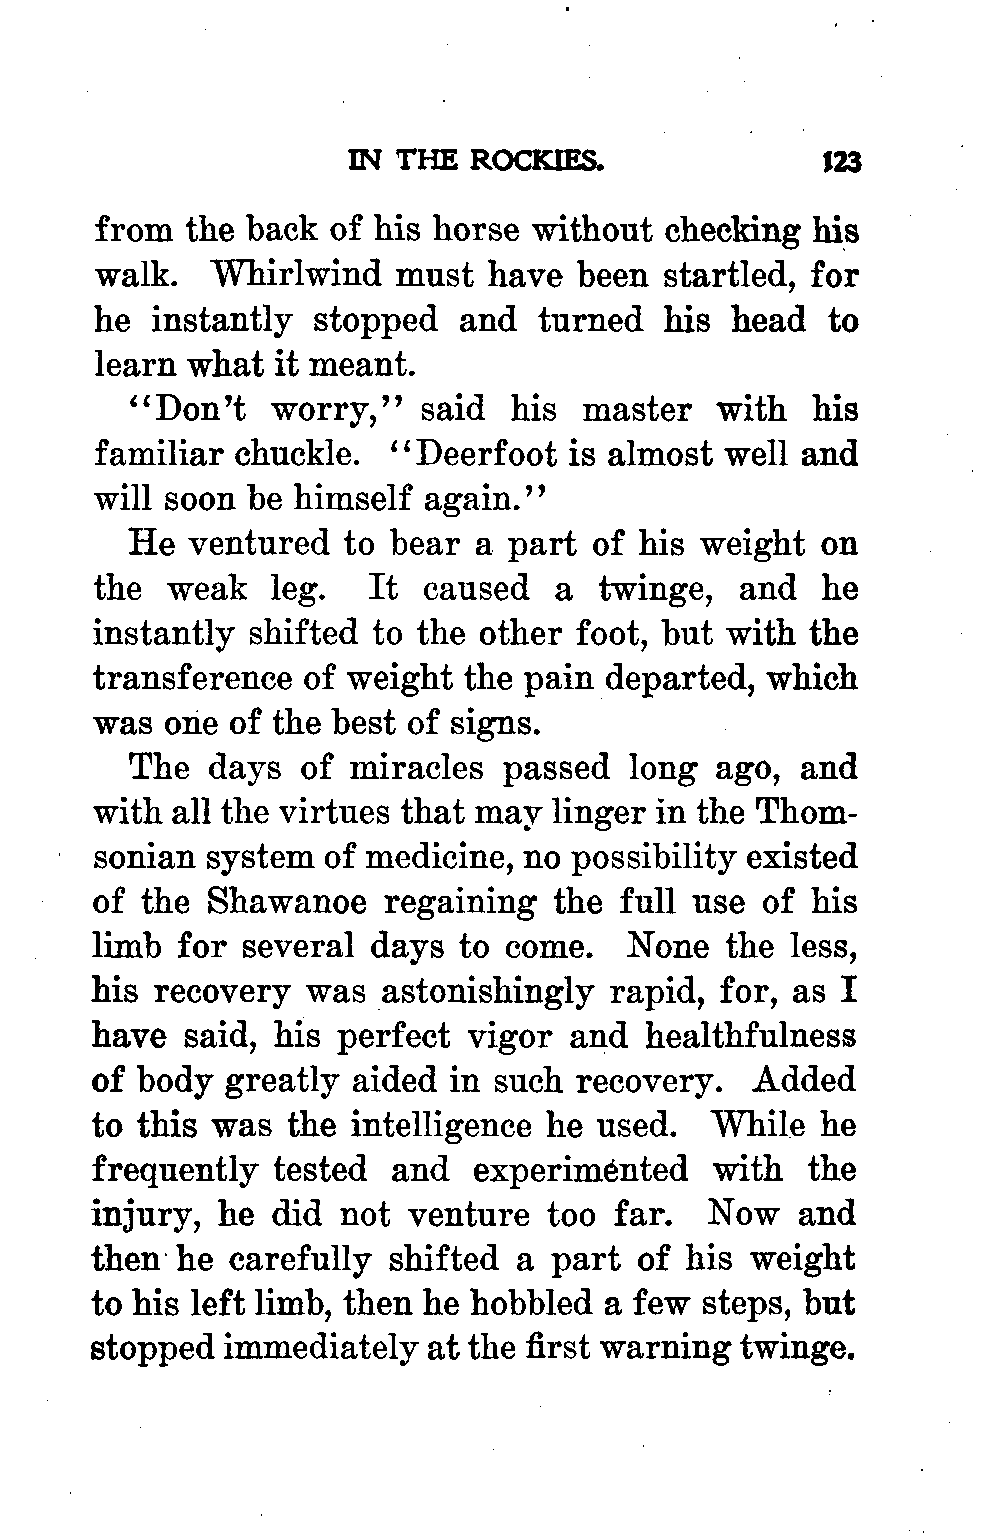 IN THE ROCKIES. 123
from the back of his horse without checking his
walk. Whirlwind must have been startled, for
he instantly stopped and turned his head to
learn what it meant.
“Don’t worry,” said his master with his
familiar chuckle. “Deerfoot is almost well and
will soon be himself again.”
He ventured to bear a part of his weight on
the weak leg. It caused a twinge, and he
instantly shifted to the other foot, but with the
transference of weight the pain departed, which
was one of the best of signs.
The days of miracles passed long ago, and
with all the virtues that may linger in the Thom-
sonian system of medicine, no possibility existed
of the Shawanoe regaining the full use of his
limb for several days to come. None the less,
his recovery was astonishingly rapid, for, as I
have said, his perfect vigor and healthfulness
of body greatly aided in such recovery. Added
to this was the intelligence he used. While he
frequently tested and experimented with the
injury, he did not venture too far. Now and
then he carefully shifted a part of his weight
to his left limb, then he hobbled a few steps, but
stopped immediately at the first warning twinge.